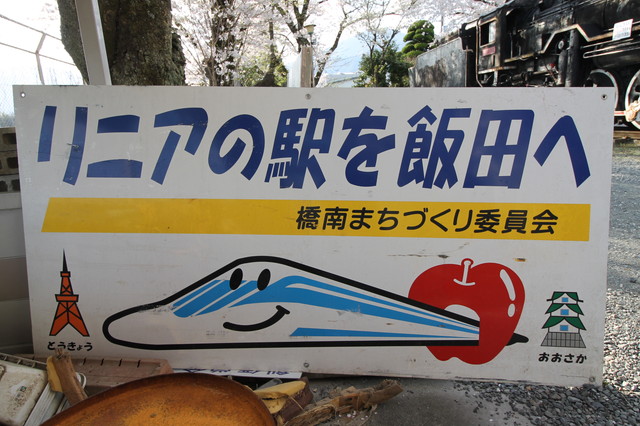 リニアの駅を飯田へ
橋南まちづくり委員会
とうきょう
おおさか